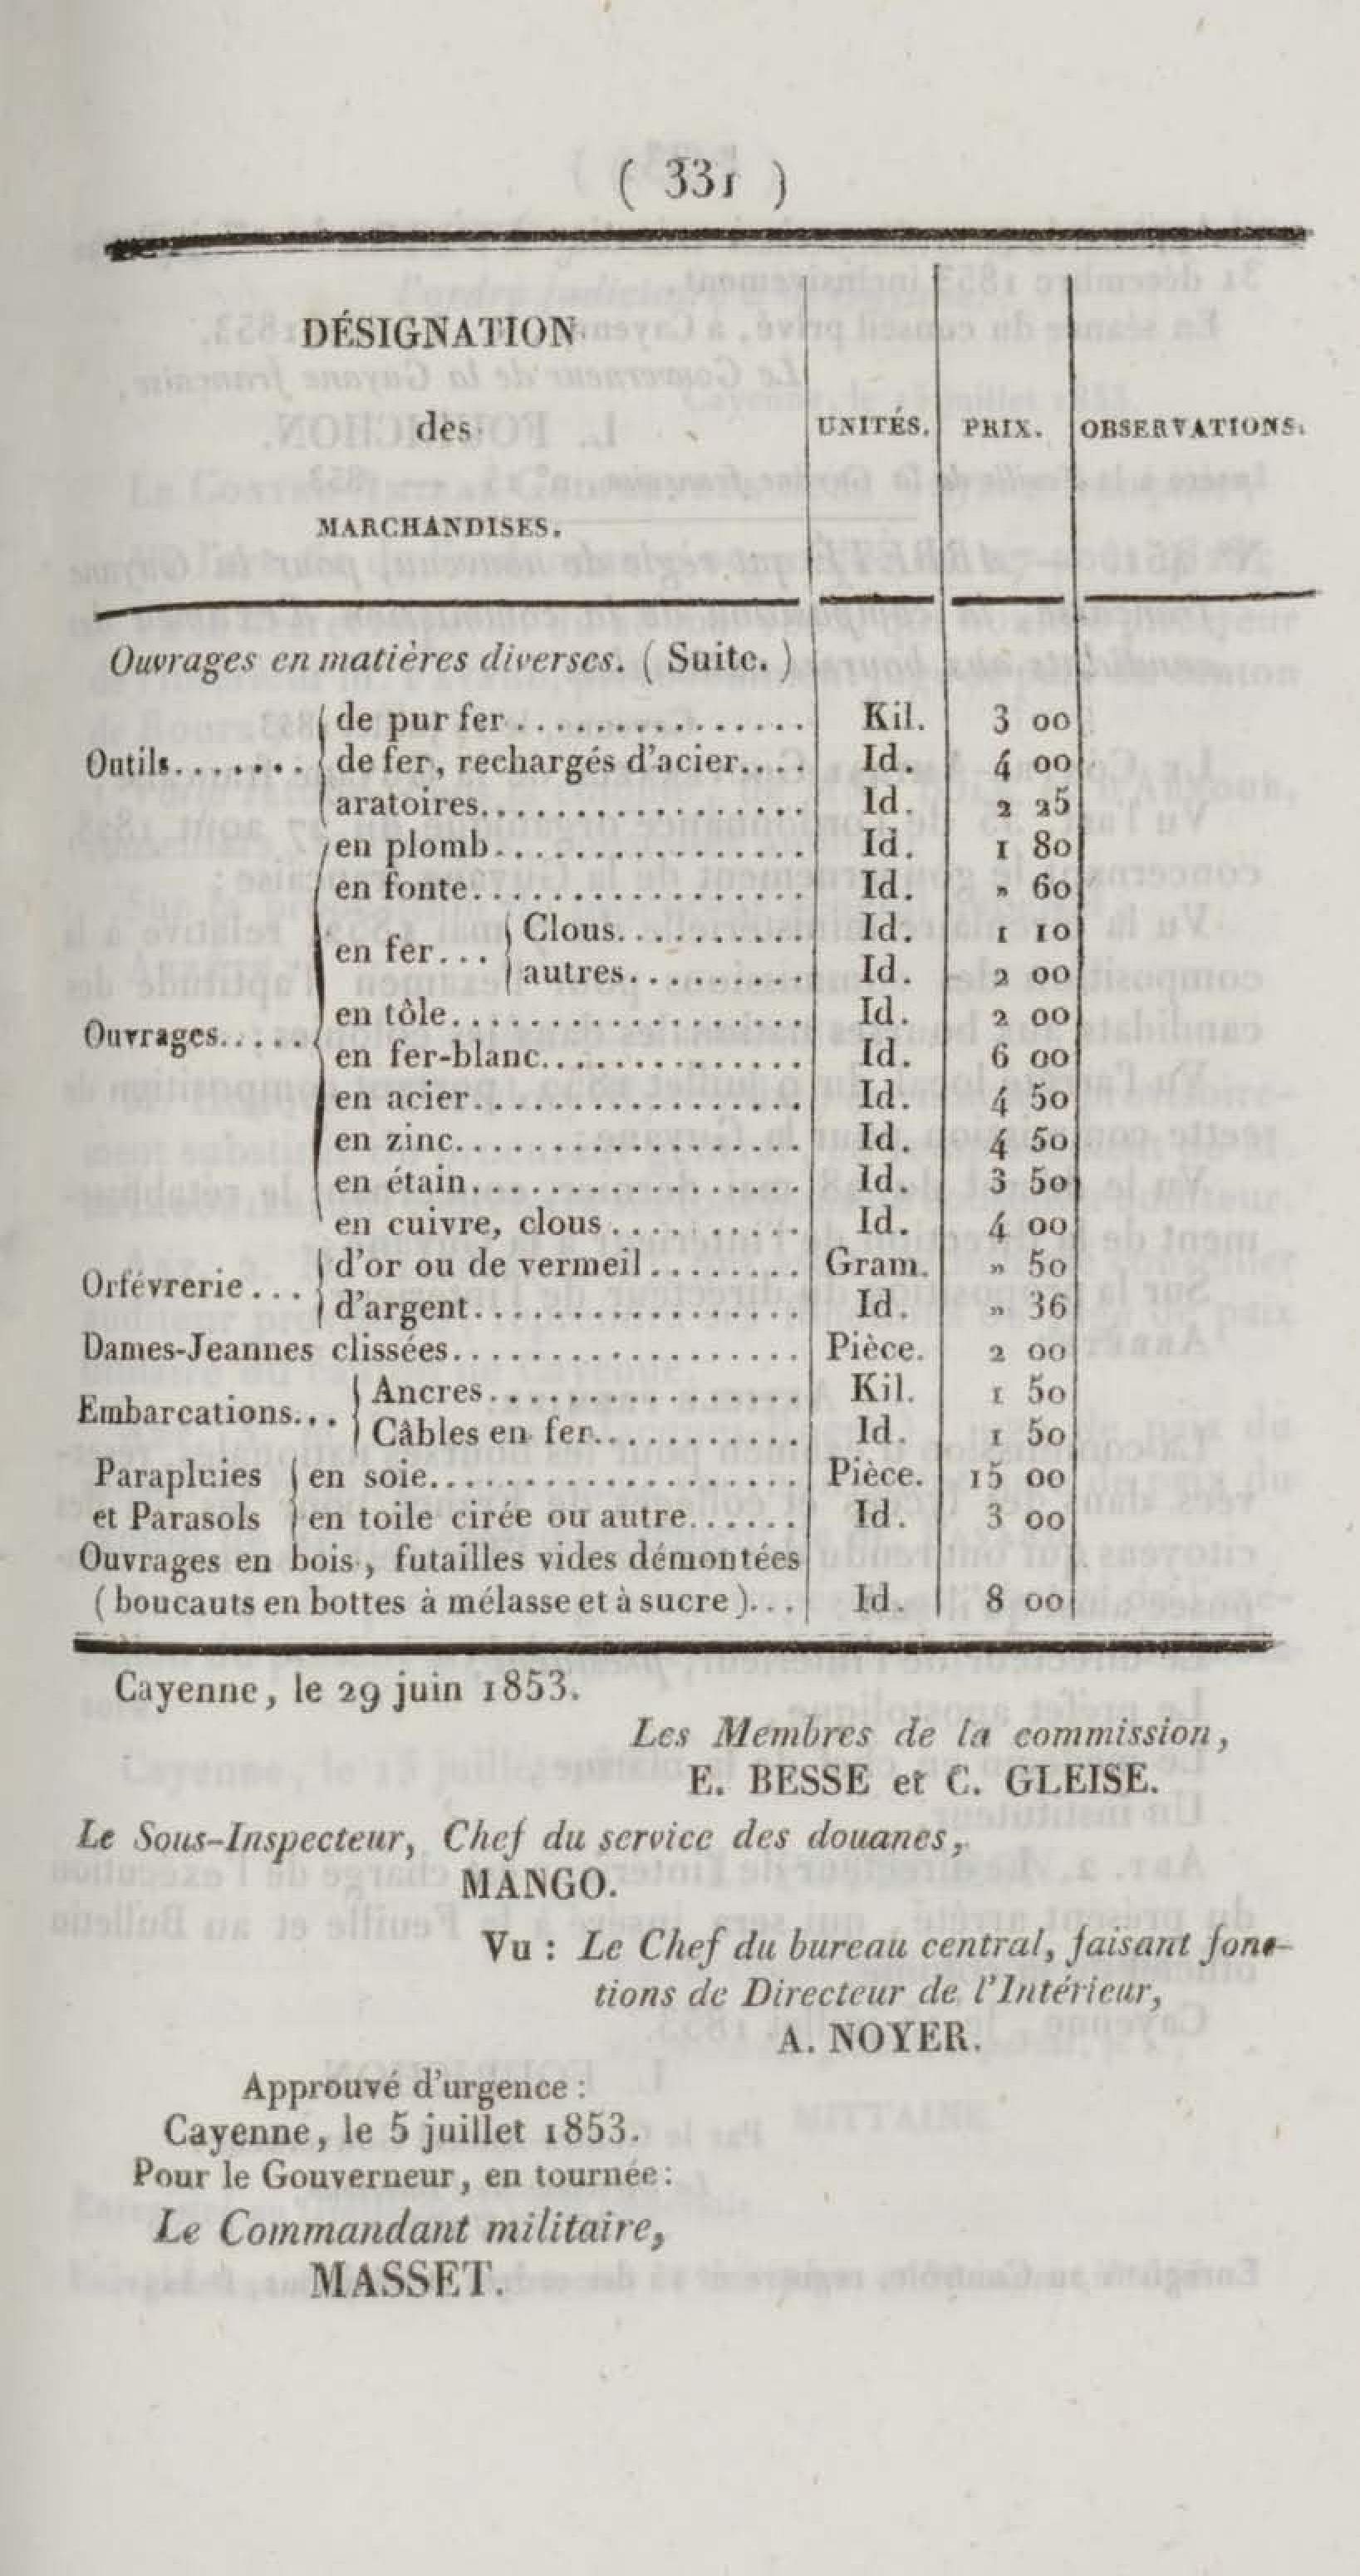 ( 331 )
DÉSIGNATION
des
MARCHANDISES.
UNITÉS.
PRIX.
OBSERVATIONS.
Ouvrages en matières diverses. ( Suite. )
Outils.......
de pur fer............... Kil. 3 00
de fer, rechargés d'acier.... Id. 4 00
aratoires................. Id. 2 25
Ouvrages.....
en plomb................ Id. 1 80
en fonte................. Id. » 60
en fer...
Clous.......... Id. 1 10
autres......... Id. 2 00
en tôle.................. Id. 2 00
en fer-blanc.............. Id. 6 00
en acier................. Id. 4 50
en zinc.................. Id. 4 50
en étain................. Id. 3 50
en cuivre, clous.......... Id. 4 00
Orfévrerie...
d'or ou de vermeil........ Gram. » 50
d'argent................. Id. » 36
Dames-Jeannes clissées.................. Pièce. 2 00
Embarcations...
Ancres................ Kil. 1 50
Câbles en fer........... Id. 1 50
Parapluies
et Parasols
en soie................... Pièce. 15 00
en toile cirée ou autre...... Id. 3 00
Ouvrages en bois, futailles vides démontées
( boucauts en bottes à mélasse et à sucre )... Id. 8 00
Cayenne, le 29 juin 1853.
Les Membres de la commission,
E. BESSE et C. GLEISE.
Le Sous-Inspecteur, Chef du service des douanes,
MANGO.
Vu : Le Chef du bureau central, faisant fonc-
tions de Directeur de l'Intérieur,
A. NOYER.
Approuvé d'urgence :
Cayenne, le 5 juillet 1853.
Pour le Gouverneur, en tournée :
Le Commandant militaire,
MASSET.